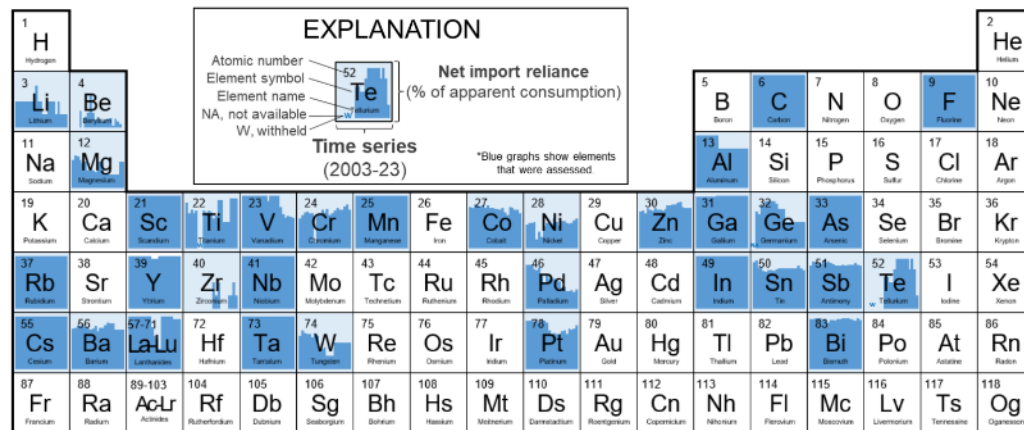 1
H
Hydrogen
EXPLANATION
Atomic number
Element symbol
Element name
NA, not available
W, withheld
52
Te
Tellurium
w
Net import reliance
(% of apparent consumption)
Time series
(2003-23)
*Blue graphs show elements
that were assessed.
2
He
Helium
3
Li
Lithium
4
Be
Beryllium
5
B
Boron
6
C
Carbon
7
N
Nitrogen
8
O
Oxygen
9
F
Fluorine
10
Ne
Neon
11
Na
Sodium
12
Mg
Magnesium
13
Al
Aluminum
14
Si
Silicon
15
P
Phosphorus
16
S
Sulfur
17
Cl
Chlorine
18
Ar
Argon
19
K
Potassium
20
Ca
Calcium
21
Sc
Scandium
22
Ti
Titanium
23
V
Vanadium
24
Cr
Chromium
25
Mn
Manganese
26
Fe
Iron
27
Co
Cobalt
28
Ni
Nickel
29
Cu
Copper
30
Zn
Zinc
31
Ga
Gallium
32
Ge
Germanium
33
As
Arsenic
34
Se
Selenium
35
Br
Bromine
36
Kr
Krypton
37
Rb
Rubidium
38
Sr
Strontium
39
Y
Yttrium
40
Zr
Zirconium
41
Nb
Niobium
42
Mo
Molybdenum
43
Tc
Technetium
44
Ru
Ruthenium
45
Rh
Rhodium
46
Pd
Palladium
47
Ag
Silver
48
Cd
Cadmium
49
In
Indium
50
Sn
Tin
51
Sb
Antimony
52
Te
Tellurium
w
53
I
Iodine
54
Xe
Xenon
55
Cs
Cesium
56
Ba
Barium
57-71
La-Lu
Lanthanides
72
Hf
Hafnium
73
Ta
Tantalum
74
W
Tungsten
75
Re
Rhenium
76
Os
Osmium
77
Ir
Iridium
78
Pt
Platinum
79
Au
Gold
80
Hg
Mercury
81
Tl
Thallium
82
Pb
Lead
83
Bi
Bismuth
84
Po
Polonium
85
At
Astatine
86
Rn
Radon
87
Fr
Francium
88
Ra
Radium
89-103
Ac-Lr
Actinides
104
Rf
Rutherfordium
105
Db
Dubnium
106
Sg
Seaborgium
107
Bh
Bohrium
108
Hs
Hassium
109
Mt
Meitnerium
110
Ds
Darmstadtium
111
Rg
Roentgenium
112
Cn
Copernicium
113
Nh
Nihonium
114
Fl
Flerovium
115
Mc
Moscovium
116
Lv
Livermorium
117
Ts
Tennessine
118
Og
Oganesson